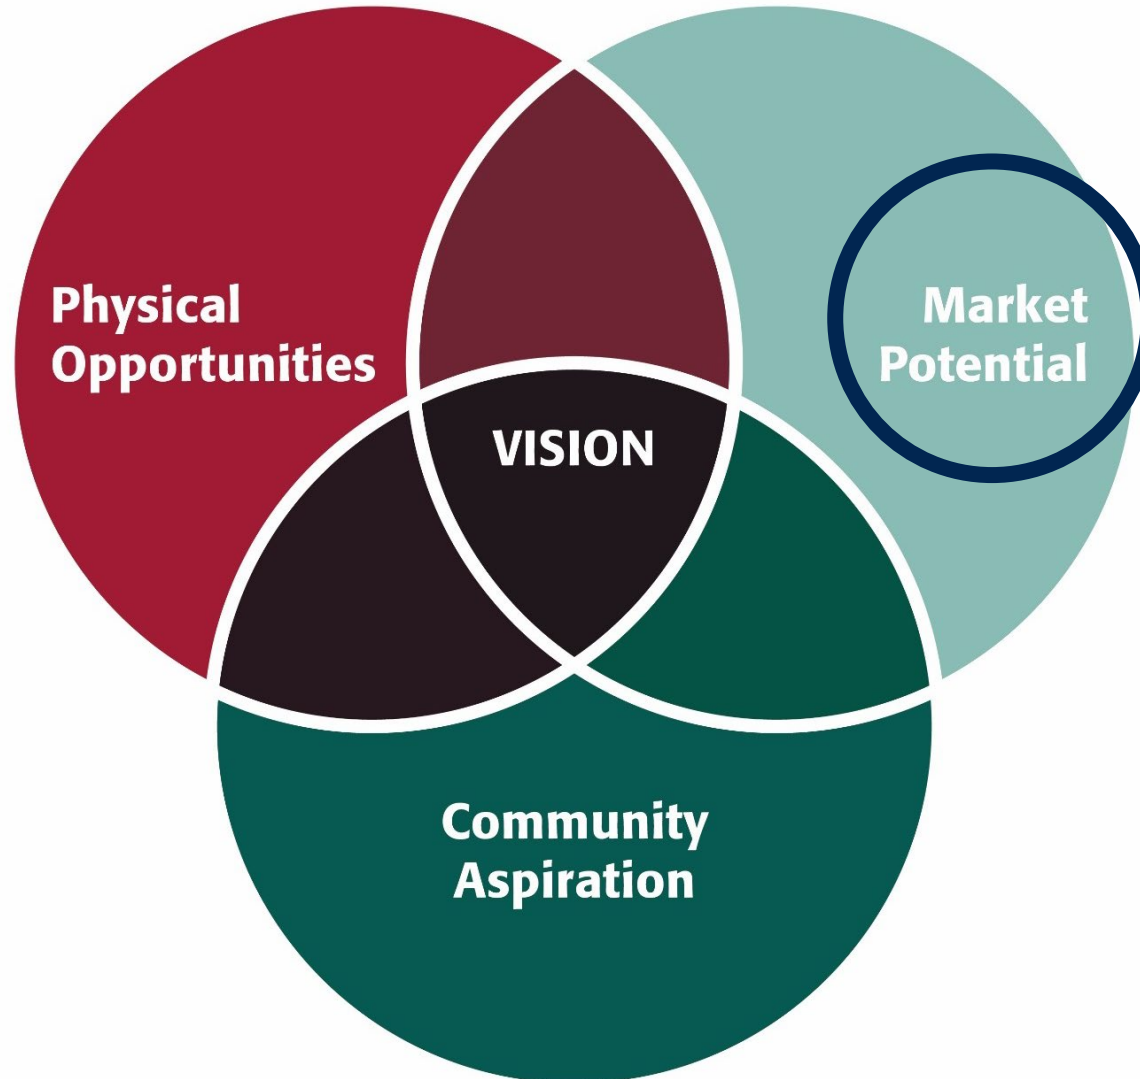 Physical
Opportunities
Market
Potential
VISION
Community
Aspiration